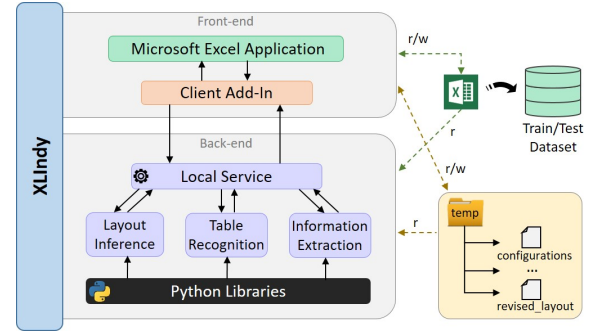 XLIndy
Front-end
Microsoft Excel Application
Client Add-In
Back-end
Local Service
Layout
Inference
Table
Recognition
Information
Extraction
Python Libraries
r/w
X
r
r/w
r
Train/Test
Dataset
temp
configurations
...
revised_layout